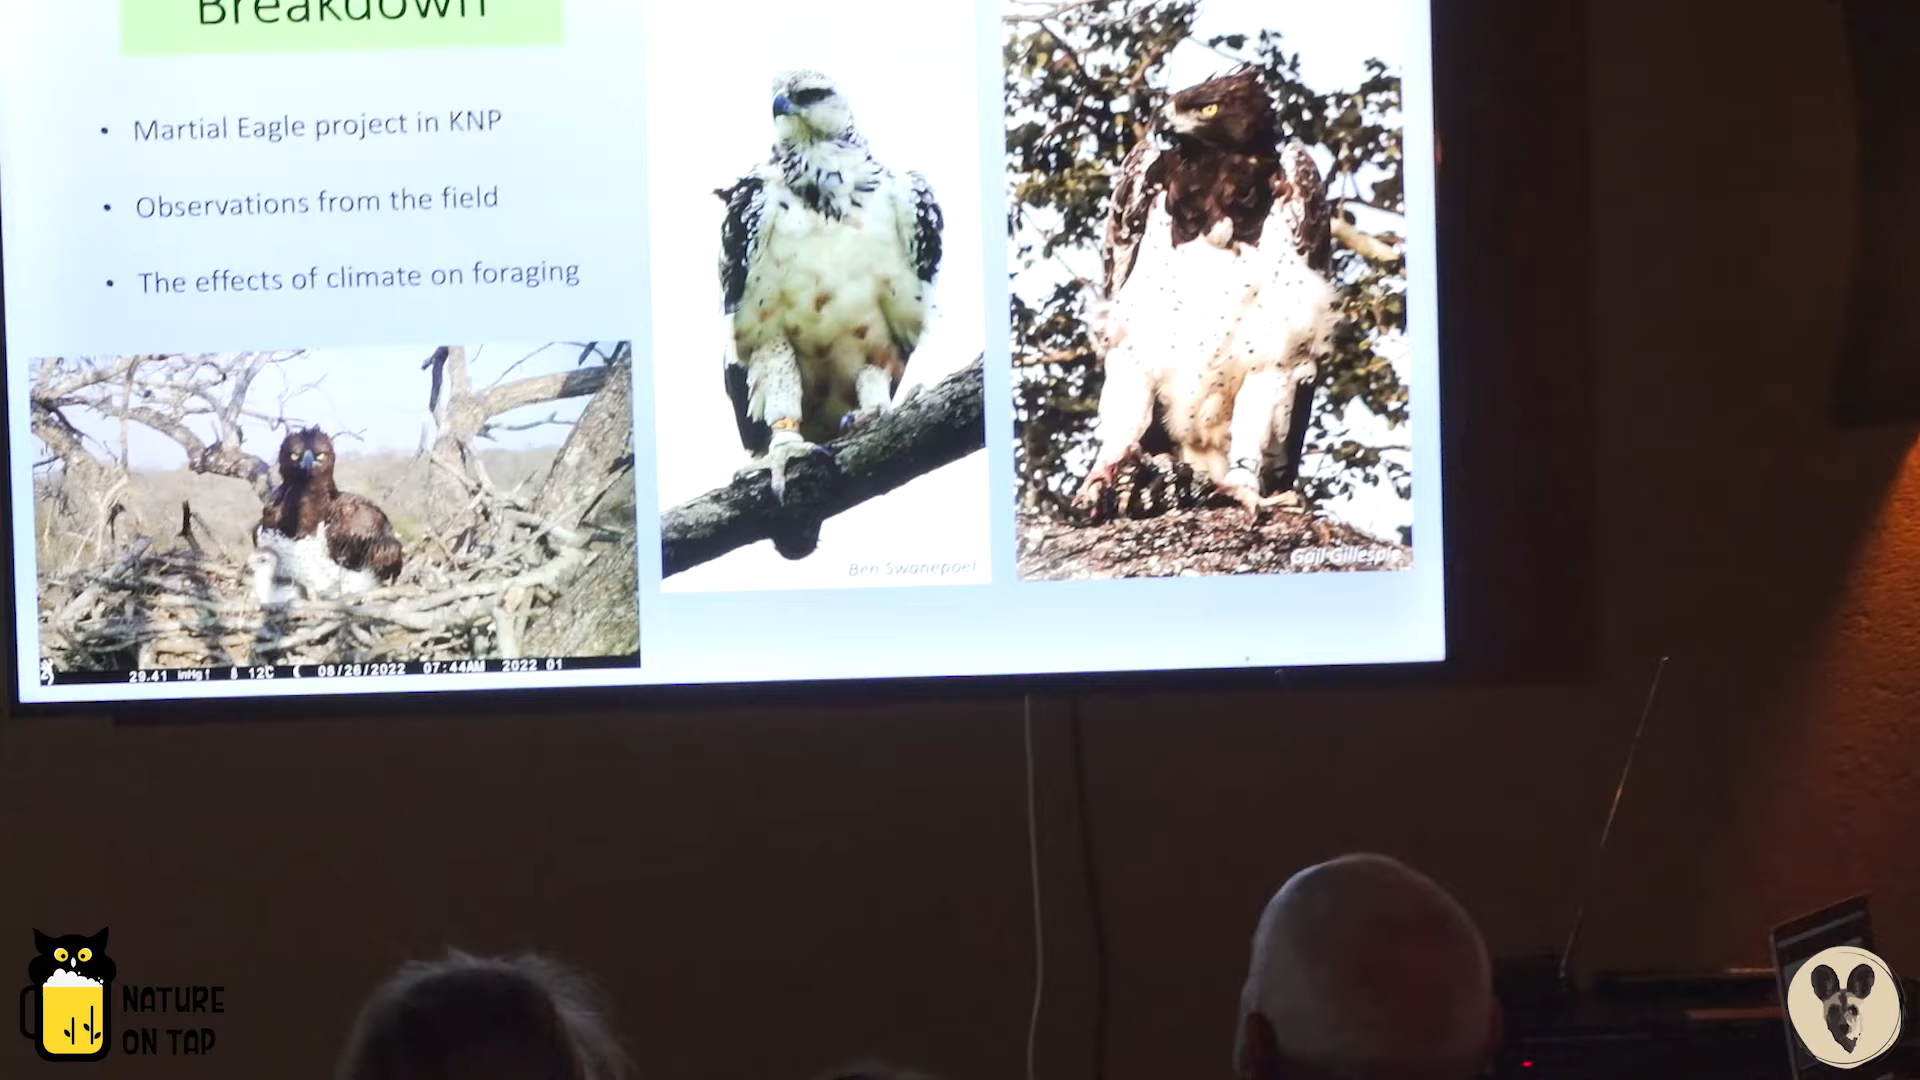 Breakdown
• Martial Eagle project in KNP
• Observations from the field
• The effects of climate on foraging
Ben Swanepoel
Gail Gillespie
29.41 inHg↑ 12C ( 08/26/2022 07:44AM 2022 01
NATURE
ON TAP